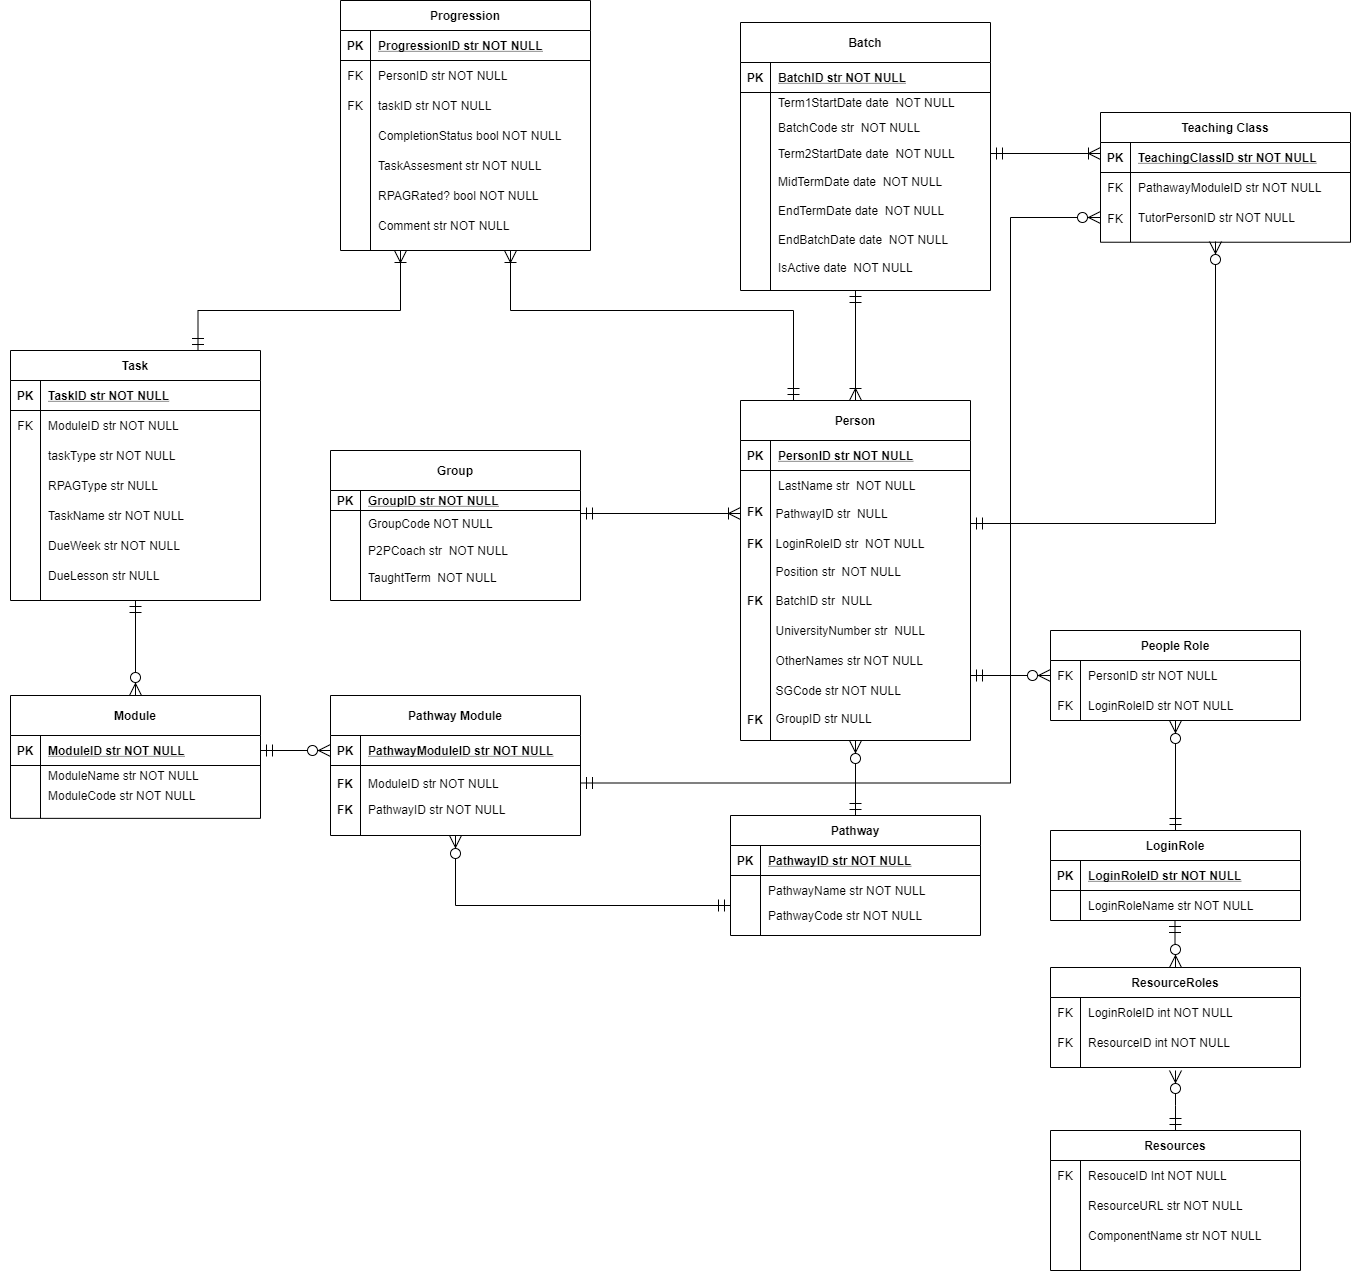 Progression
PK ProgressionID str NOT NULL
FK PersonID str NOT NULL
FK taskID str NOT NULL
CompletionStatus bool NOT NULL
TaskAssesment str NOT NULL
RPAGRated? bool NOT NULL
Comment str NOT NULL
Batch
PK BatchID str NOT NULL
Term1StartDate date NOT NULL
BatchCode str NOT NULL
Term2StartDate date NOT NULL
MidTermDate date NOT NULL
EndTermDate date NOT NULL
EndBatchDate date NOT NULL
IsActive date NOT NULL
Teaching Class
PK TeachingClassID str NOT NULL
FK PathawayModuleID str NOT NULL
FK TutorPersonID str NOT NULL
Task
PK TaskID str NOT NULL
FK ModuleID str NOT NULL
taskType str NOT NULL
RPAGType str NULL
TaskName str NOT NULL
DueWeek str NOT NULL
DueLesson str NULL
Group
PK GroupID str NOT NULL
GroupCode NOT NULL
P2PCoach str NOT NULL
TaughtTerm NOT NULL
Person
PK PersonID str NOT NULL
LastName str NOT NULL
FK PathwayID str NULL
FK LoginRoleID str NOT NULL
Position str NOT NULL
FK BatchID str NULL
UniversityNumber str NULL
OtherNames str NOT NULL
SGCode str NOT NULL
FK GroupID str NULL
People Role
FK PersonID str NOT NULL
FK LoginRoleID str NOT NULL
Module
PK ModuleID str NOT NULL
ModuleName str NOT NULL
ModuleCode str NOT NULL
Pathway Module
PK PathwayModuleID str NOT NULL
FK ModuleID str NOT NULL
FK PathwayID str NOT NULL
Pathway
PK PathwayID str NOT NULL
PathwayName str NOT NULL
PathwayCode str NOT NULL
LoginRole
PK LoginRoleID str NOT NULL
LoginRoleName str NOT NULL
ResourceRoles
FK LoginRoleID int NOT NULL
FK ResourceID int NOT NULL
Resources
FK ResouceID Int NOT NULL
ResourceURL str NOT NULL
ComponentName str NOT NULL